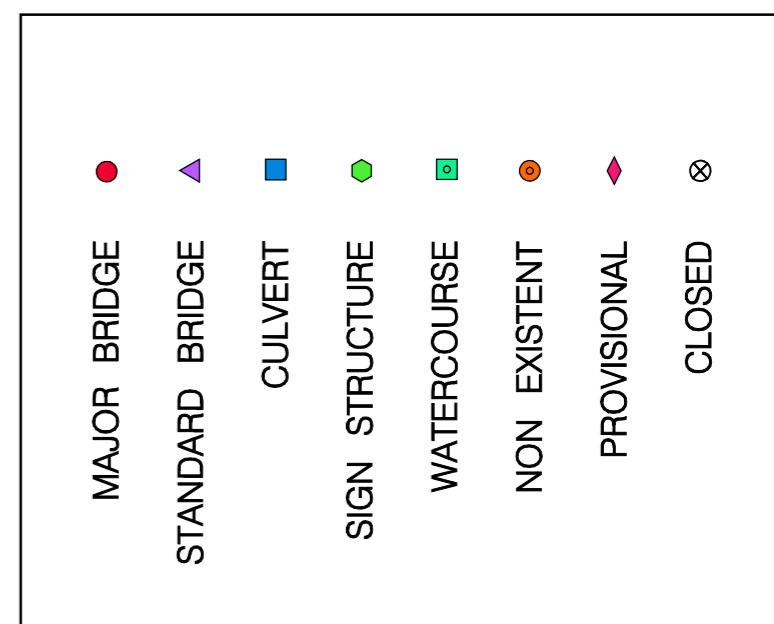 MAJOR BRIDGE
STANDARD BRIDGE
CULVERT
SIGN STRUCTURE
WATERCOURSE
NON EXISTENT
PROVISIONAL
CLOSED